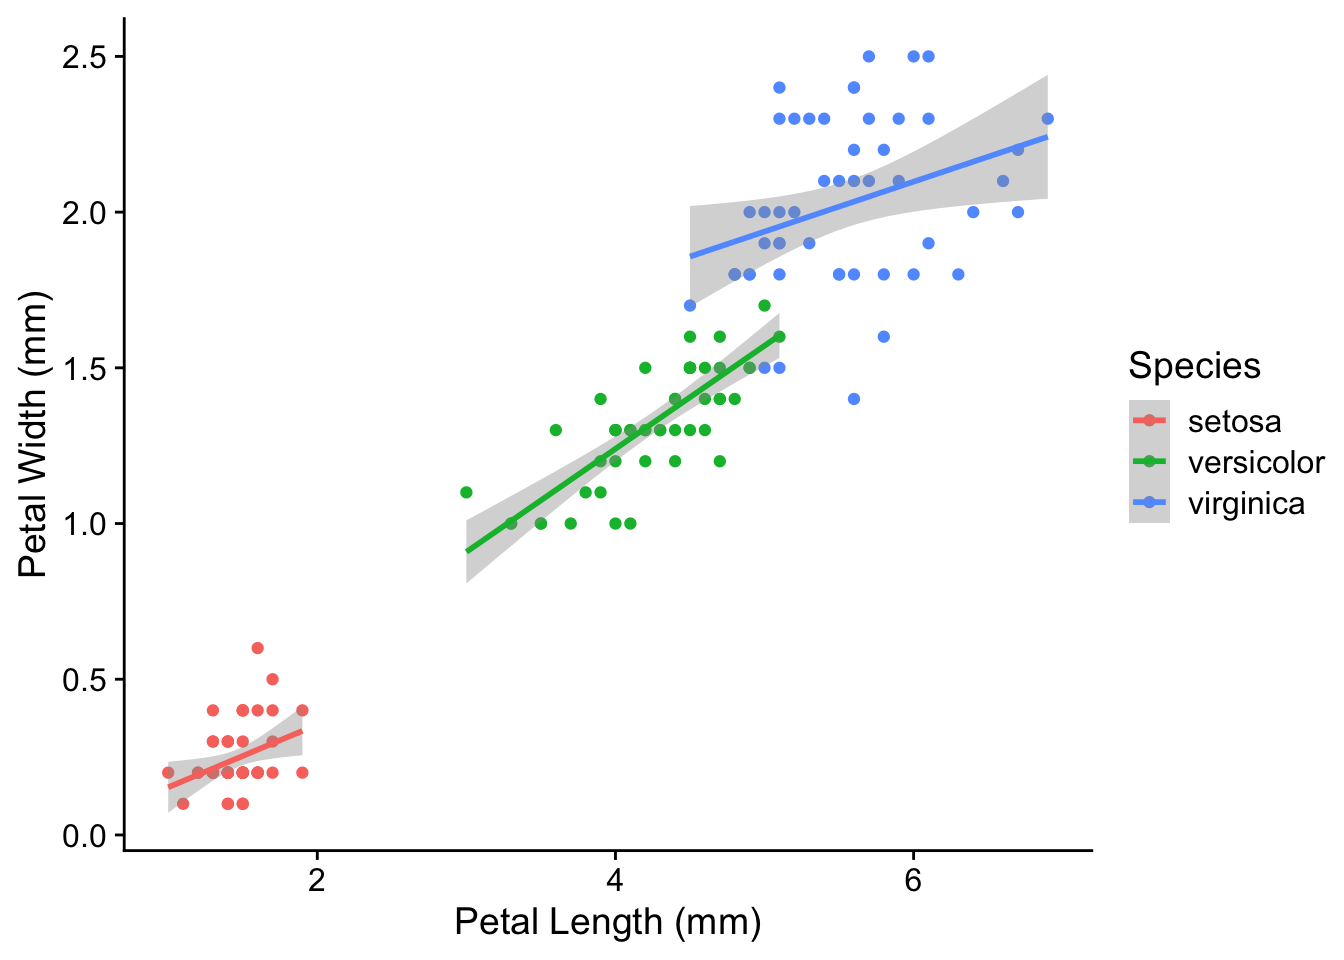 2.5
2.0
1.5
1.0
0.5
0.0
Petal Width (mm)
2 4 6
Petal Length (mm)
Species
setosa
versicolor
virginica